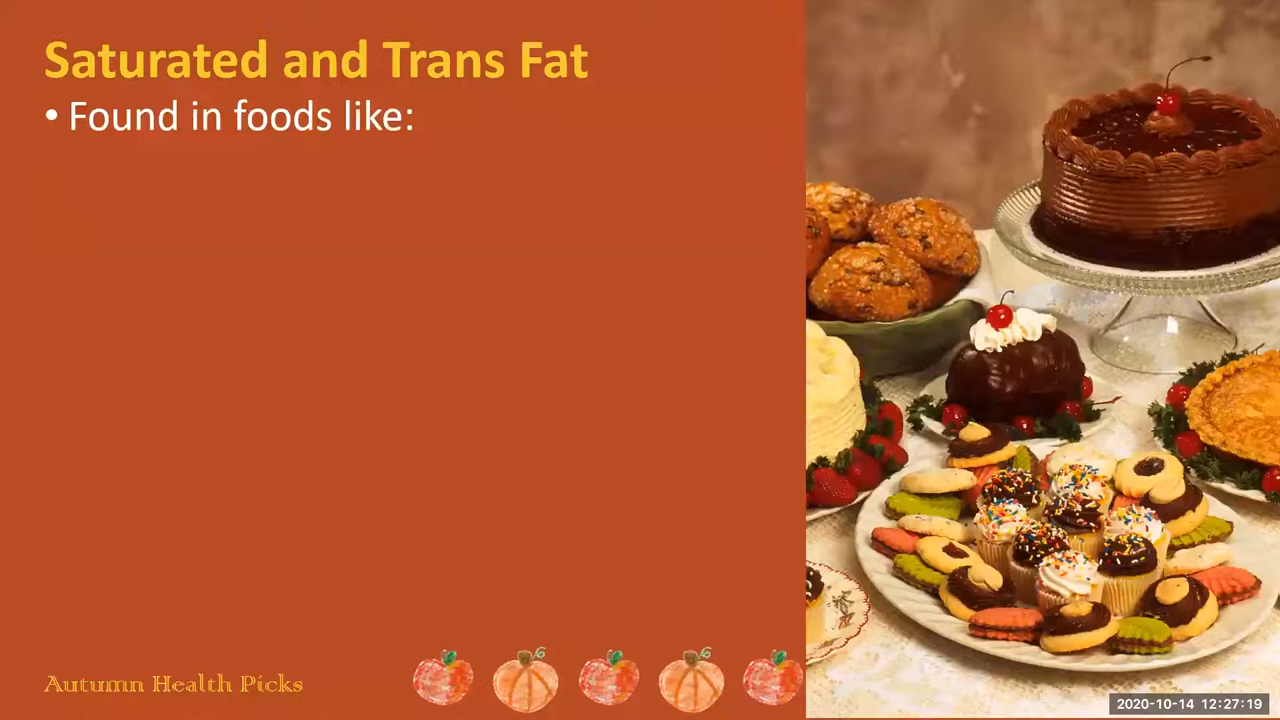 Saturated and Trans Fat
• Found in foods like:
Autumn Health Picks
2020-10-14 12:27:19